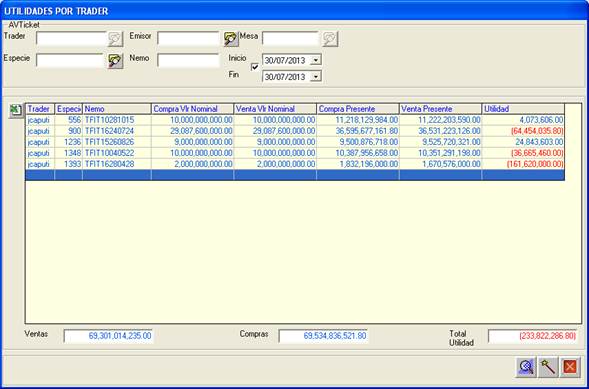 UTILIDADES POR TRADER
AVTicket
Trader Emisor Mesa
Especie Nemo Inicio 30/07/2013
Fin 30/07/2013
Trader Especie Nemo Compra Vlr Nominal Venta Vlr Nominal Compra Presente Venta Presente Utilidad
jcaputi 556 TFIT10281015 10,000,000,000.00 10,000,000,000.00 11,218,129,984.00 11,222,203,590.00 4,073,606.00
jcaputi 900 TFIT16240724 29,087,600,000.00 29,087,600,000.00 36,595,677,161.80 36,531,223,126.00 (64,454,035.80)
jcaputi 1236 TFIT15260826 9,000,000,000.00 9,000,000,000.00 9,500,876,718.00 9,525,720,321.00 24,843,603.00
jcaputi 1348 TFIT10040522 10,000,000,000.00 10,000,000,000.00 10,387,956,658.00 10,351,291,198.00 (36,665,460.00)
jcaputi 1393 TFIT16280428 2,000,000,000.00 2,000,000,000.00 1,832,196,000.00 1,670,576,000.00 (161,620,000.00)
Ventas 69,301,014,235.00 Compras 69,534,836,521.80 Total Utilidad (233,822,286.80)